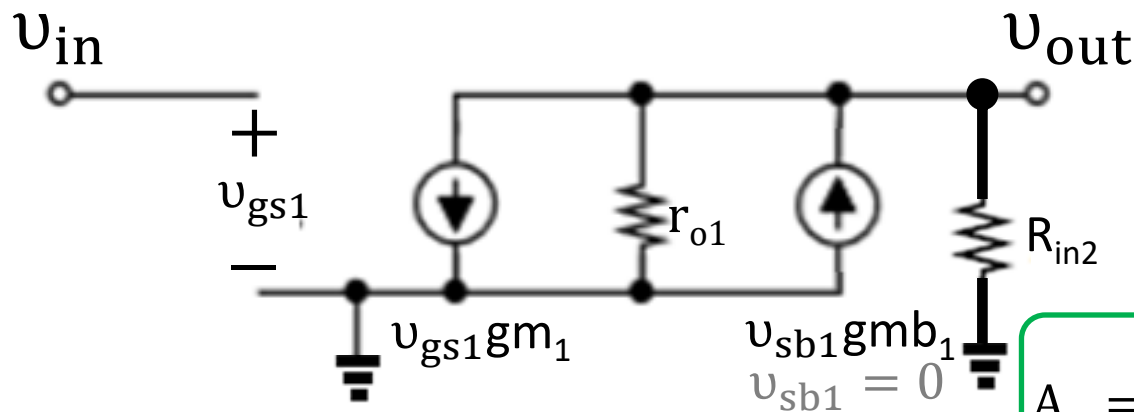 υin
υout
+
υgs1
−
ro1
Rin2
υgs1gm1
υsb1gmb1
υsb1 = 0
A =